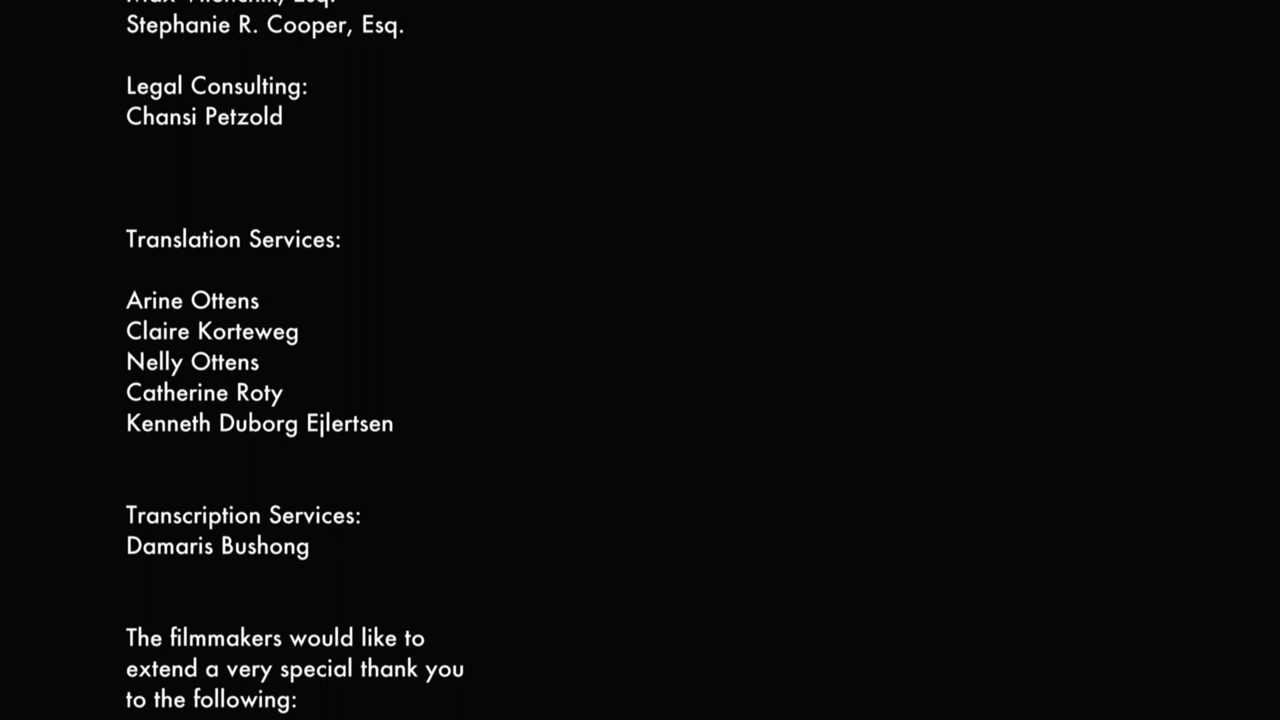 Stephanie R. Cooper, Esq.
Legal Consulting:
Chansi Petzold
Translation Services:
Arine Ottens
Claire Korteweg
Nelly Ottens
Catherine Roty
Kenneth Duborg Ejlertsen
Transcription Services:
Damaris Bushong
The filmmakers would like to
extend a very special thank you
to the following: